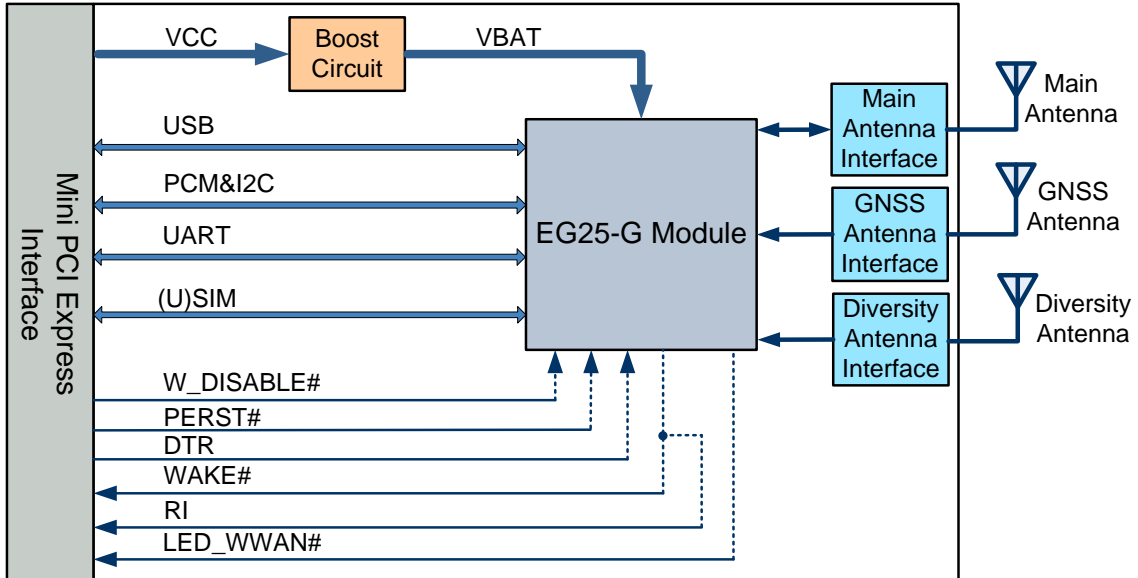 VCC
Boost
Circuit
VBAT
Main
Antenna
Interface
Main
Antenna
USB
PCM&I2C
UART
(U)SIM
Mini PCI Express
Interface
EG25-G Module
GNSS
Antenna
Interface
GNSS
Antenna
Diversity
Antenna
Interface
Diversity
Antenna
W_DISABLE#
PERST#
DTR
WAKE#
RI
LED_WWAN#